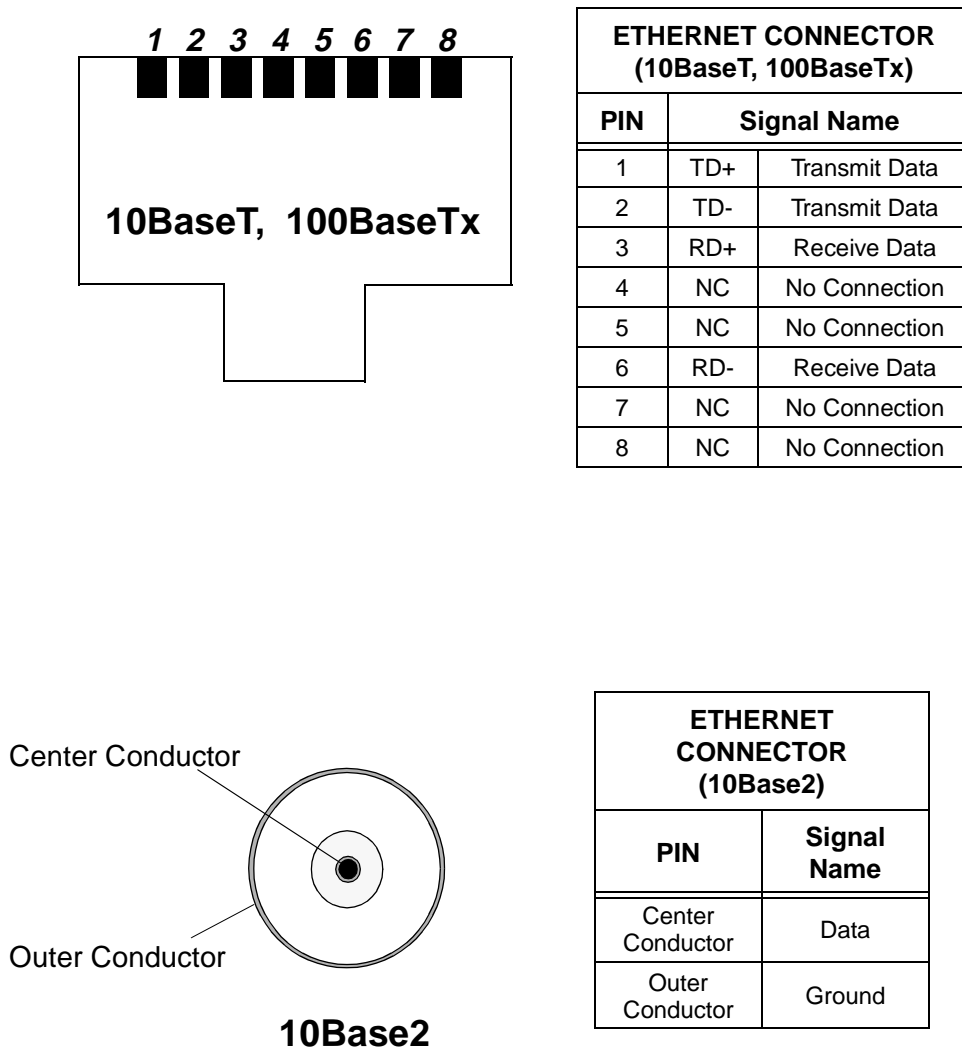 1 2 3 4 5 6 7 8
10BaseT, 100BaseTx
ETHERNET CONNECTOR
(10BaseT, 100BaseTx)
PIN Signal Name
1 TD+ Transmit Data
2 TD- Transmit Data
3 RD+ Receive Data
4 NC No Connection
5 NC No Connection
6 RD- Receive Data
7 NC No Connection
8 NC No Connection
Center Conductor
Outer Conductor
10Base2
ETHERNET
CONNECTOR
(10Base2)
PIN Signal
Name
Center
Conductor Data
Outer
Conductor Ground